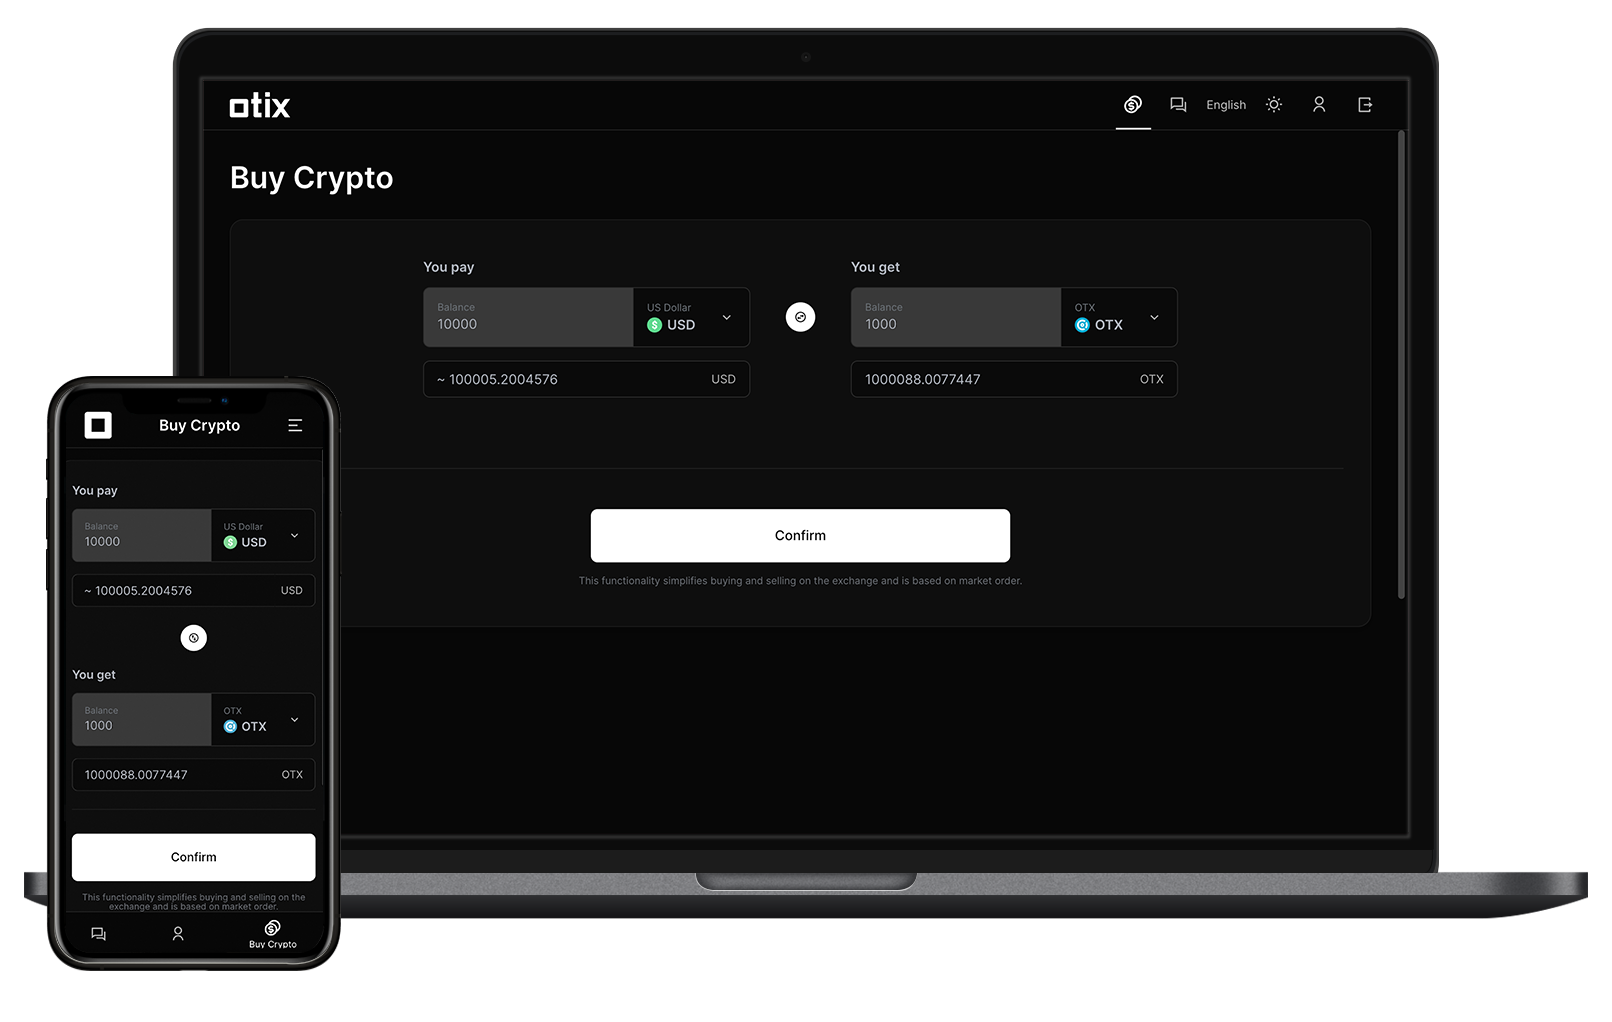 otix
English
Buy Crypto
You pay
You get
Balance
10000
US Dollar
USD
Balance
1000
OTX
OTX
~ 100005.2004576
USD
1000088.0077447
OTX
Confirm
This functionality simplifies buying and selling on the exchange and is based on market order.
Buy Crypto
You pay
Balance
10000
US Dollar
USD
~ 100005.2004576
USD
You get
Balance
1000
OTX
OTX
1000088.0077447
OTX
Confirm
This functionality simplifies buying and selling on the
exchange and is based on market order.
Buy Crypto